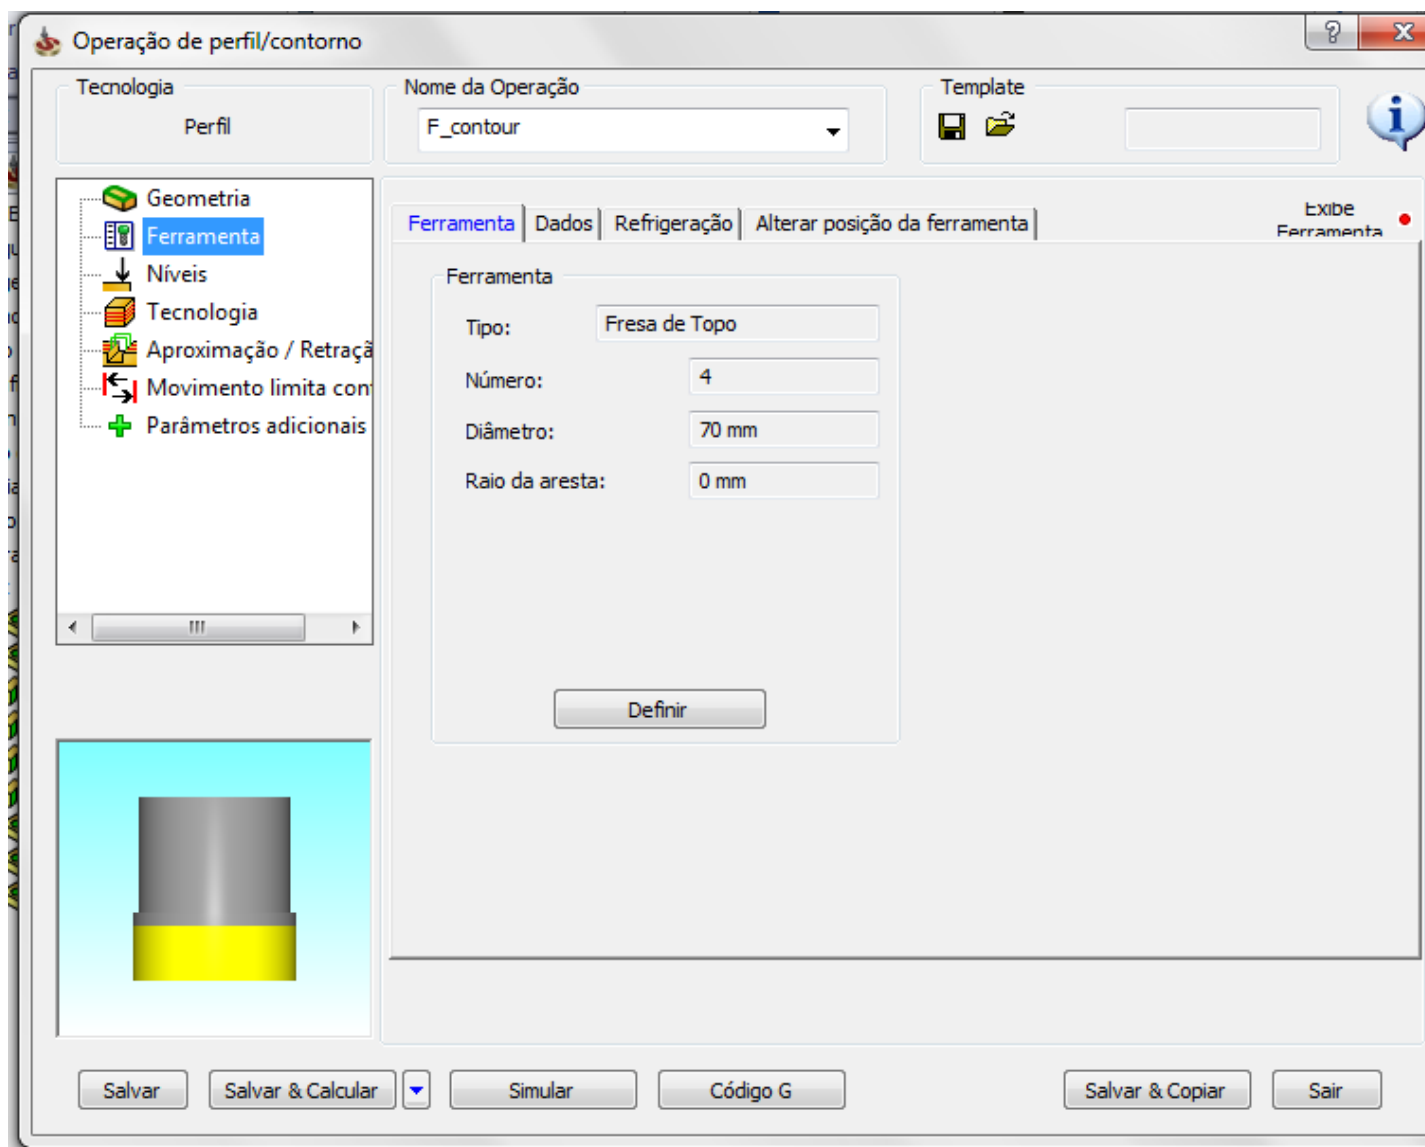 Operação de perfil/contorno
Tecnologia
Perfil
Nome da Operação
F_contour
Template
Geometria
Ferramenta
Níveis
Tecnologia
Aproximação / Retraçã
Movimento limita con
Parâmetros adicionais
Ferramenta Dados Refrigeração Alterar posição da ferramenta
Exibe
Ferramenta
Ferramenta
Tipo: Fresa de Topo
Número: 4
Diâmetro: 70 mm
Raio da aresta: 0 mm
Definir
Salvar Salvar & Calcular Simular Código G Salvar & Copiar Sair